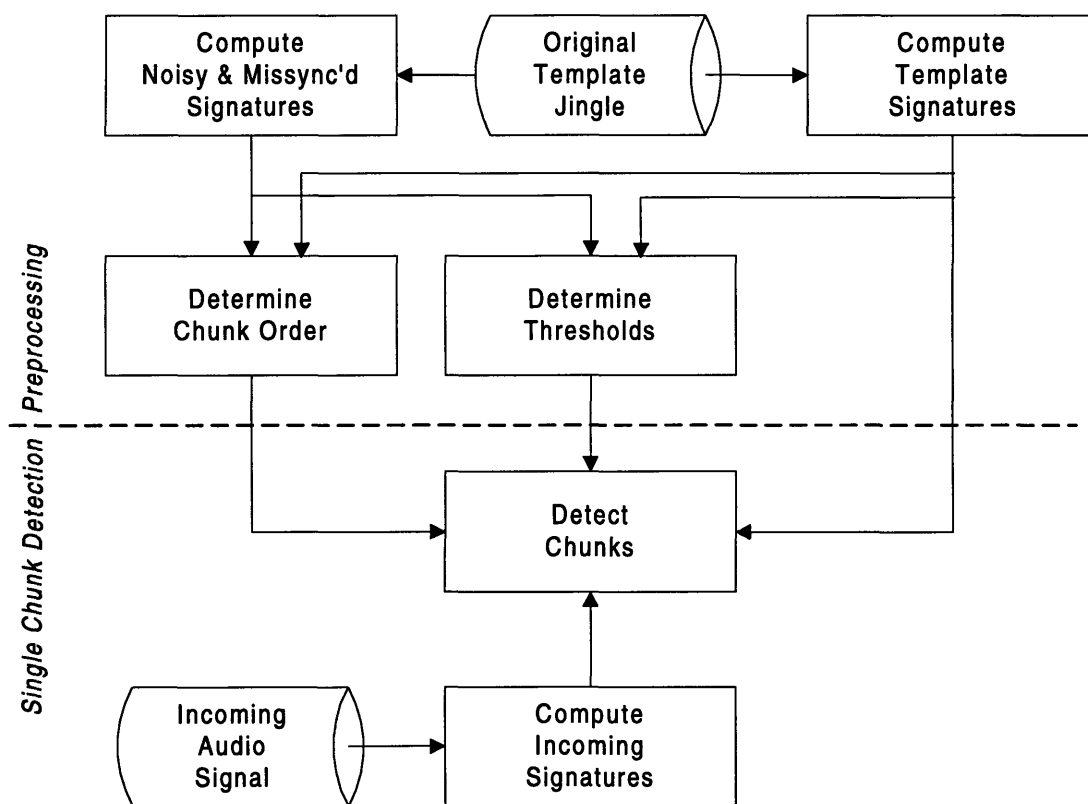 Compute
Noisy & Missync'd
Signatures
Original
Template
Jingle
Compute
Template
Signatures
Preprocessing
Determine
Chunk Order
Determine
Thresholds
Single Chunk Detection
Detect
Chunks
Incoming
Audio
Signal
Compute
Incoming
Signatures